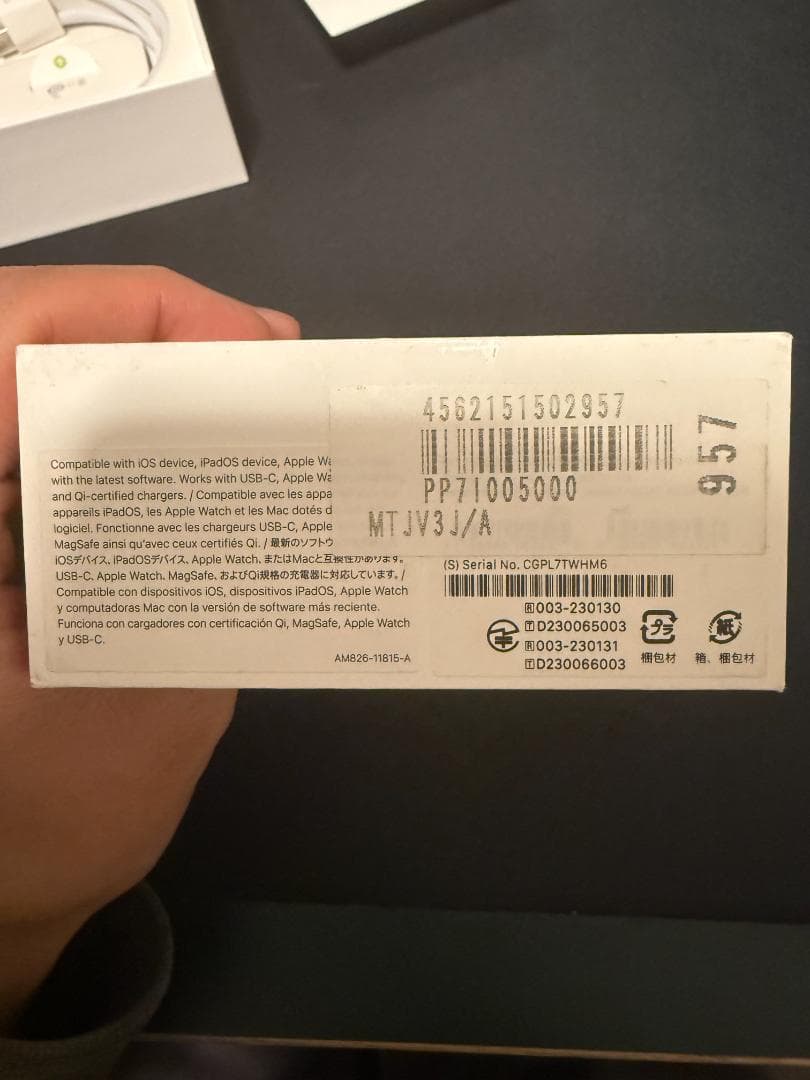 4562151502957
957
PP71005000
MTJV3J/A
Compatible with iOS device, iPadOS device, Apple Wa
with the latest software. Works with USB-C, Apple Wa
and Qi-certified chargers. / Compatible avec les appa
appareils iPadOS, les Apple Watch et les Mac dotés d
logiciel. Fonctionne avec les chargeurs USB-C, Apple
MagSafe ainsi qu'avec ceux certifiés Qi. / 最新のソフトウ
iOSデバイス、iPadOSデバイス、Apple Watch、またはMacと互換性があります。
USB-C、Apple Watch、MagSafe、およびQi規格の充電器に対応しています。/
Compatible con dispositivos iOS, dispositivos iPadOS, Apple Watch
y computadoras Mac con la versión de software más reciente.
Funciona con cargadores con certificación Qi, MagSafe, Apple Watch
y USB-C.
AM826-11815-A
(S) Serial No. CGPL7TWHM6
R 003-230130
T D230065003
R 003-230131
T D230066003
プラ
梱包材
紙
箱、梱包材